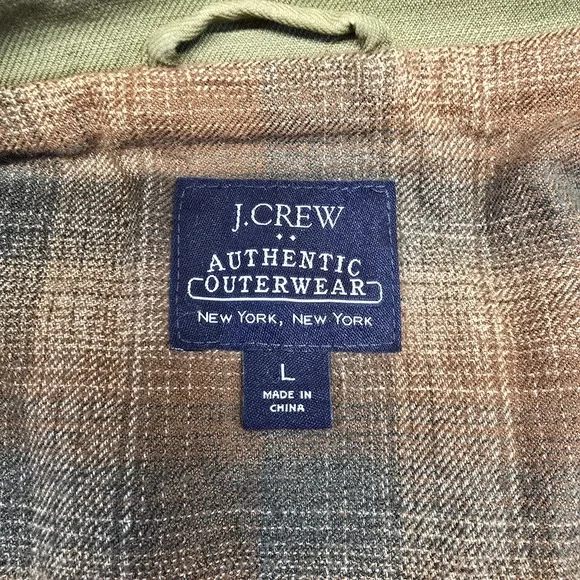 J.CREW
AUTHENTIC
OUTERWEAR
NEW YORK, NEW YORK
L
MADE IN
CHINA